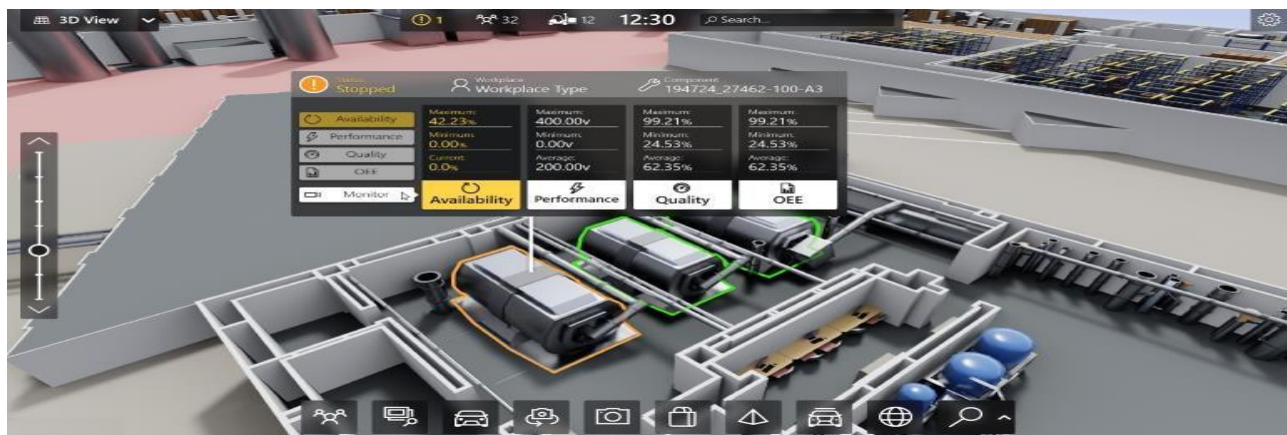 3D View
1
32
12
12:30
Search...
Status
Stopped
Workplace
Workplace Type
Component
194724_27462-100-A3
Availability
Performance
Quality
OEE
Monitor
Maximum:
42.23%
Minimum:
0.00%
Current:
0.0%
Availability
Maximum:
400.00v
Minimum:
0.00v
Average:
200.00v
Performance
Maximum:
99.21%
Minimum:
24.53%
Average:
62.35%
Quality
Maximum:
99.21%
Minimum:
24.53%
Average:
62.35%
OEE